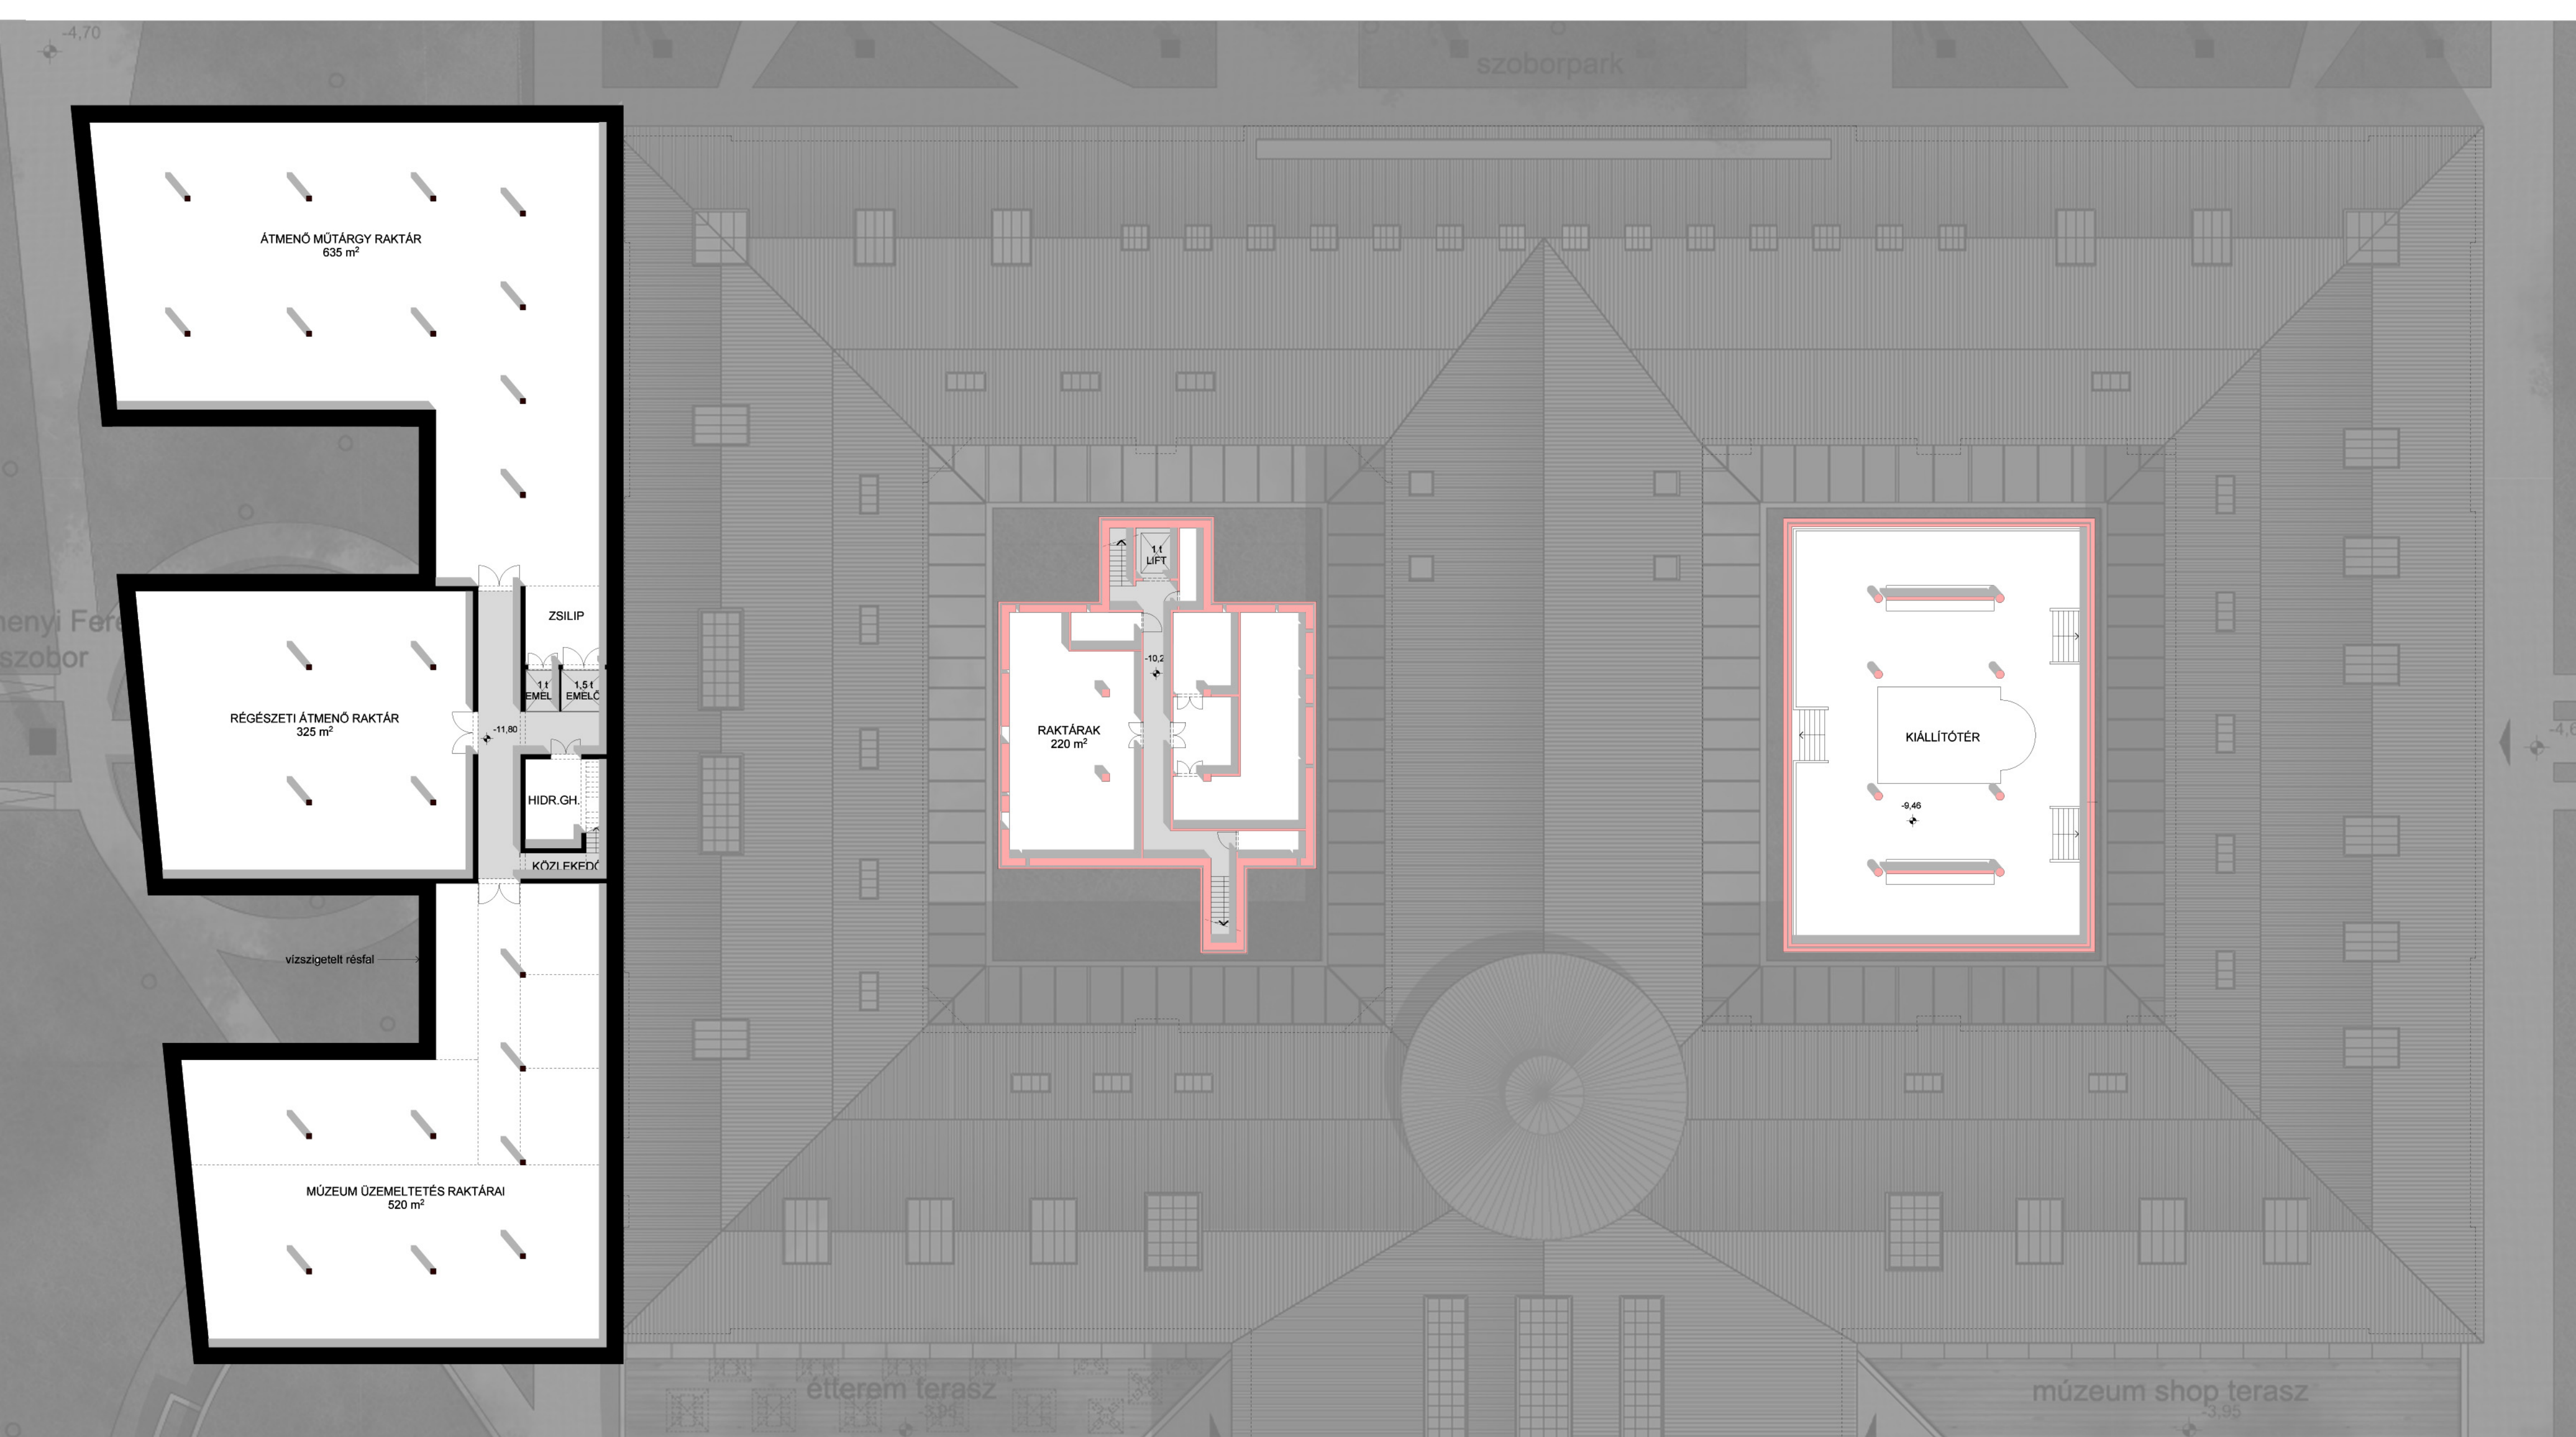 -4,70
szoborpark
ÁTMENŐ MŰTÁRGY RAKTÁR
635 m²
1 t
LIFT
ZSILIP
szobor
-10,2
1 t
EMEL
1,5 t
EMELŐ
RÉGÉSZETI ÁTMENŐ RAKTÁR
325 m²
-11,80
RAKTÁRAK
220 m²
KIÁLLÍTÓTÉR
-9,46
HIDR.GH.
KÖZLEKEDŐ
vízszigetelt résfal
MÚZEUM ÜZEMELTETÉS RAKTÁRAI
520 m²
étterem terasz
-3,95
múzeum shop terasz
-3,95